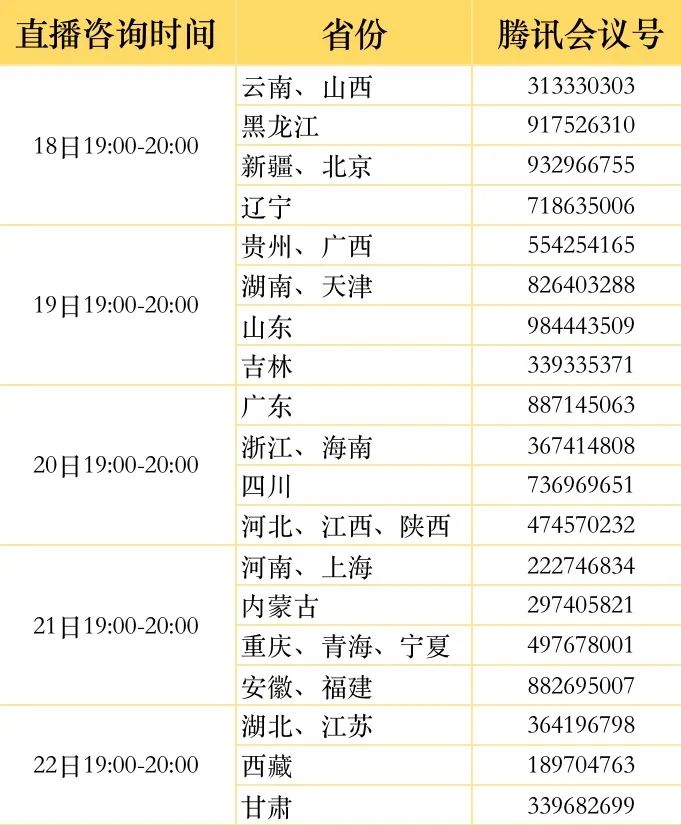 直播咨询时间 省份 腾讯会议号
18日19:00-20:00
云南、山西 313330303
黑龙江 917526310
新疆、北京 932966755
辽宁 718635006
19日19:00-20:00
贵州、广西 554254165
湖南、天津 826403288
山东 984443509
吉林 339335371
20日19:00-20:00
广东 887145063
浙江、海南 367414808
四川 736969651
河北、江西、陕西 474570232
21日19:00-20:00
河南、上海 222746834
内蒙古 297405821
重庆、青海、宁夏 497678001
安徽、福建 882695007
22日19:00-20:00
湖北、江苏 364196798
西藏 189704763
甘肃 339682699